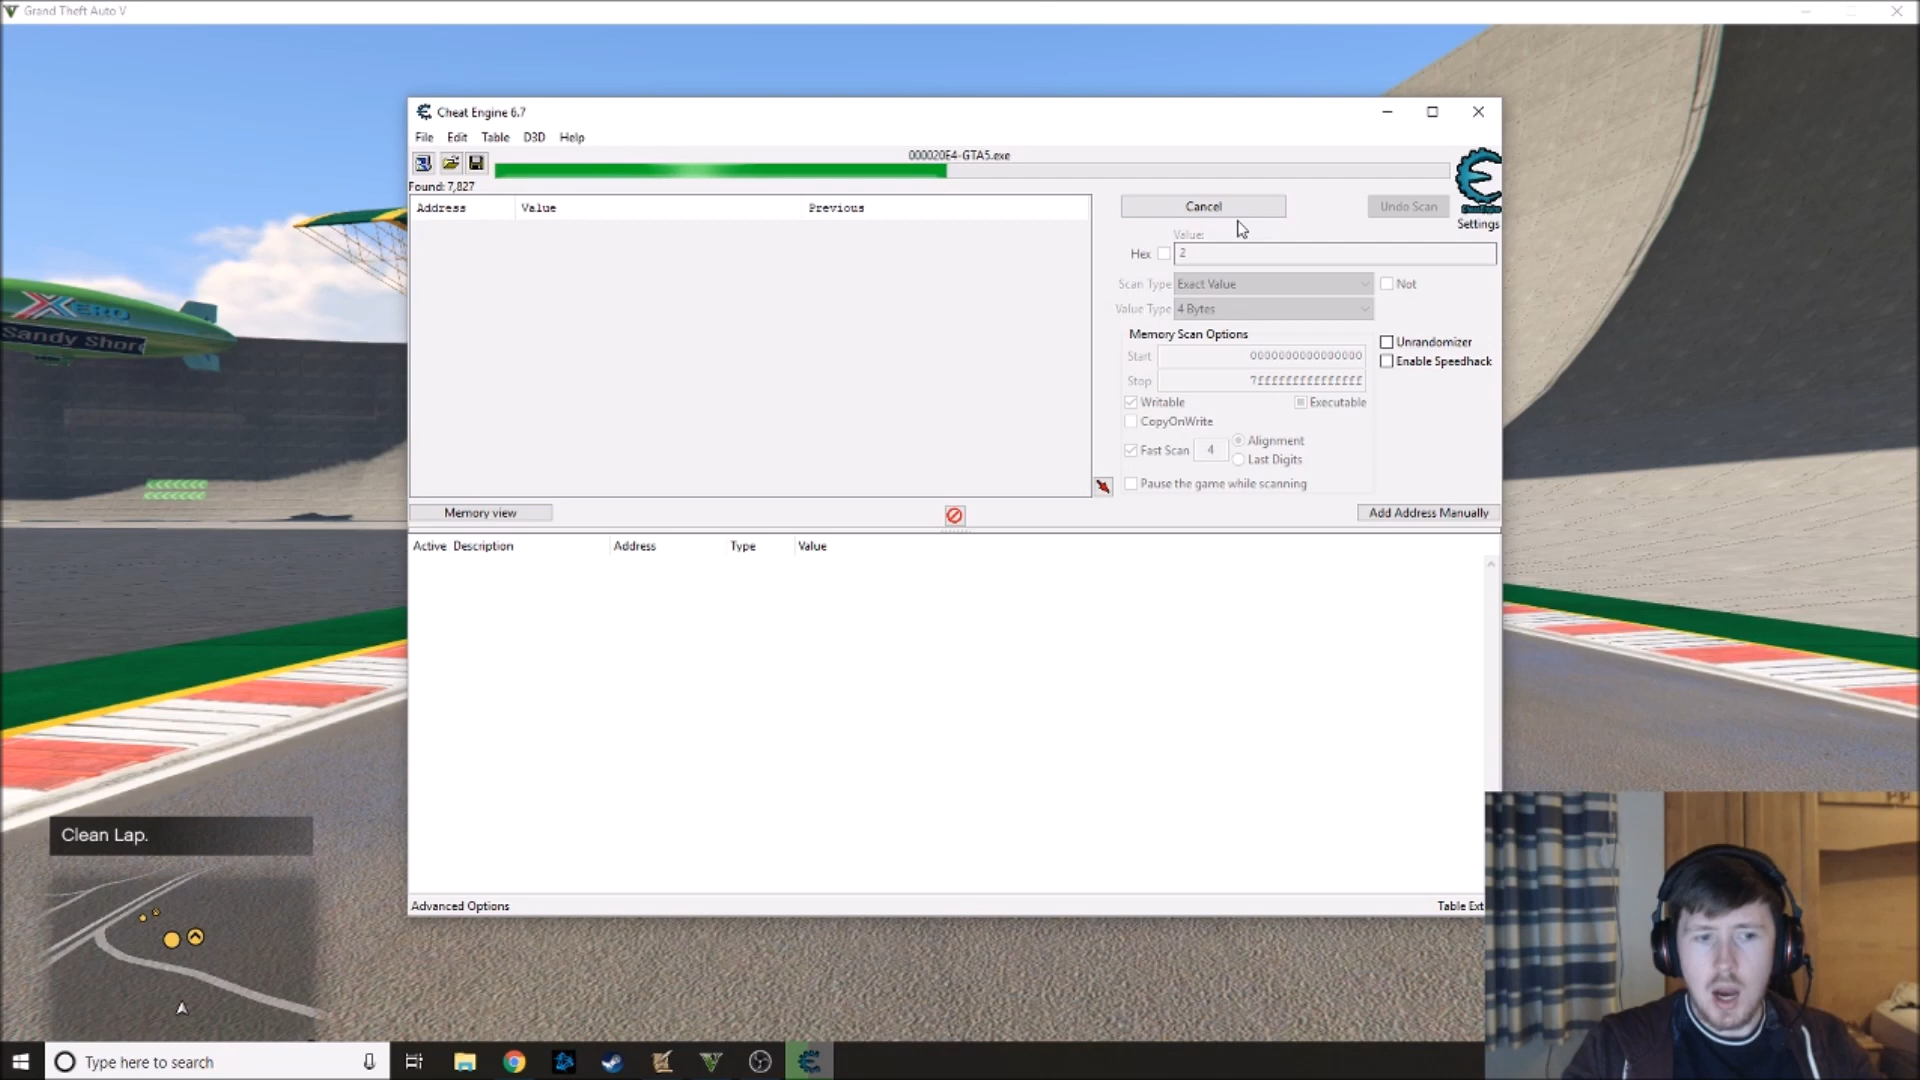 Grand Theft Auto V
Cheat Engine 6.7
File Edit Table D3D Help
000020E4-GTA5.exe
Found: 7,827
Address Value Previous
Cancel Undo Scan
Settings
Value:
Hex 2
Scan Type Exact Value Not
Value Type 4 Bytes
Memory Scan Options
Unrandomizer
Start 0000000000000000
Enable Speedhack
Stop 7fffffffffffffff
Writable Executable
CopyOnWrite
Fast Scan 4 Alignment
Last Digits
Pause the game while scanning
Memory view Add Address Manually
Active Description Address Type Value
XERO
Sandy Shore
Clean Lap.
Advanced Options Table Ext
Type here to search